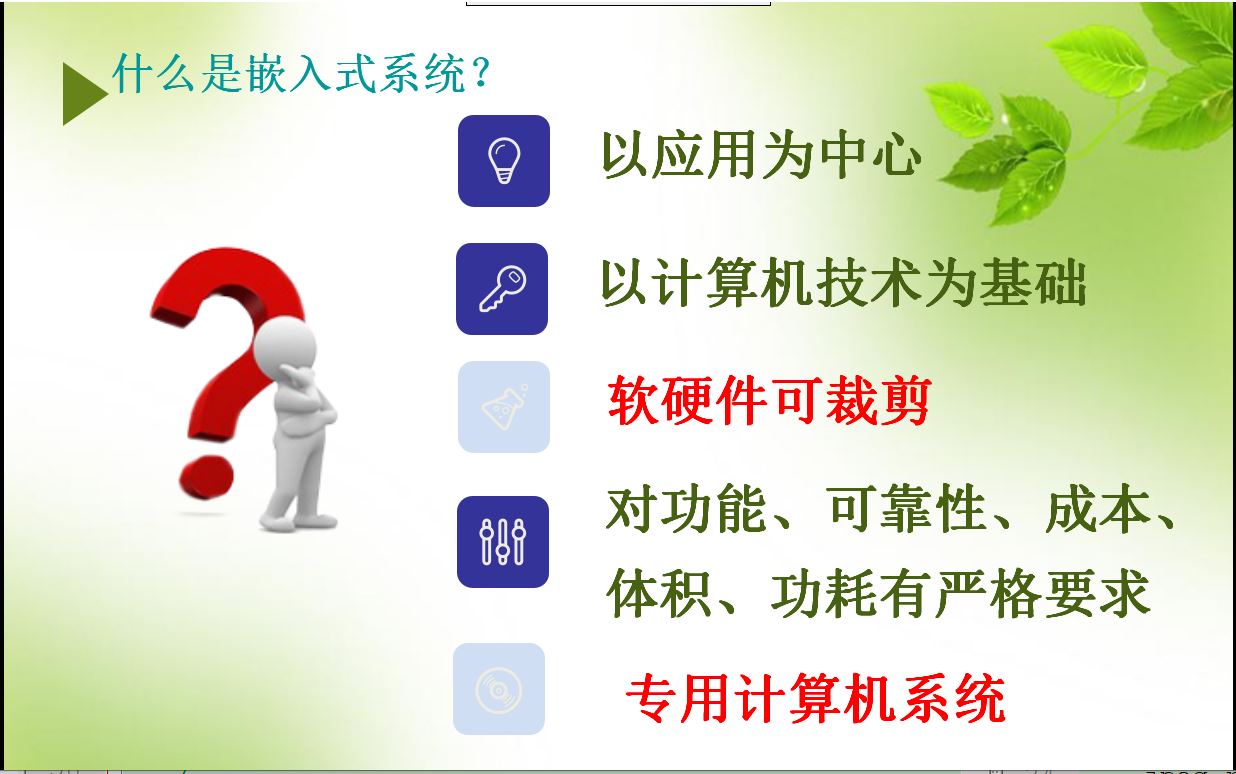 什么是嵌入式系统？
以应用为中心
以计算机技术为基础
软硬件可裁剪
对功能、可靠性、成本、
体积、功耗有严格要求
专用计算机系统